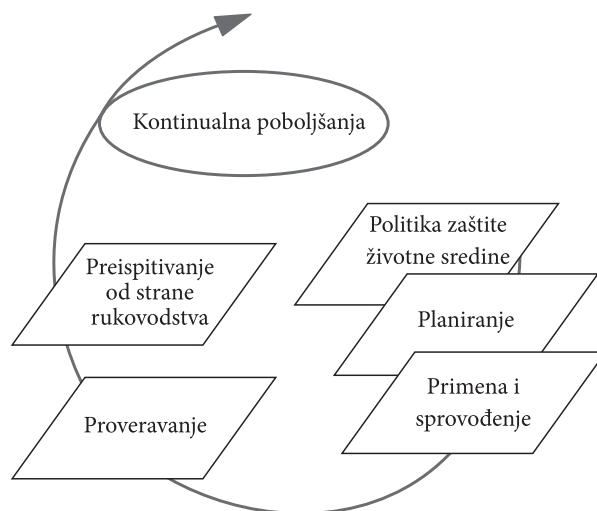 Kontinualna poboljšanja
Politika zaštite
životne sredine
Preispitivanje
od strane
rukovodstva
Planiranje
Primena i
sprovođenje
Proveravanje